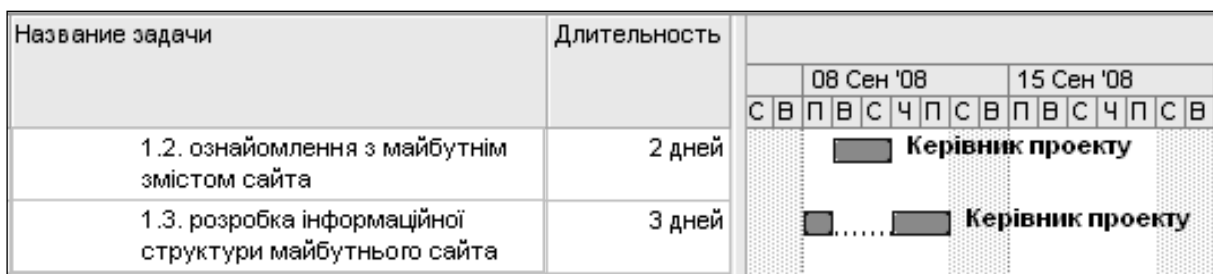 Название задачи Длительность
08 Сен '08 15 Сен '08
С В П В С Ч П С В П В С Ч П С В
1.2. ознайомлення з майбутнім 2 дней Керівник проекту
змістом сайта
1.3. розробка інформаційної 3 дней Керівник проекту
структури майбутнього сайта